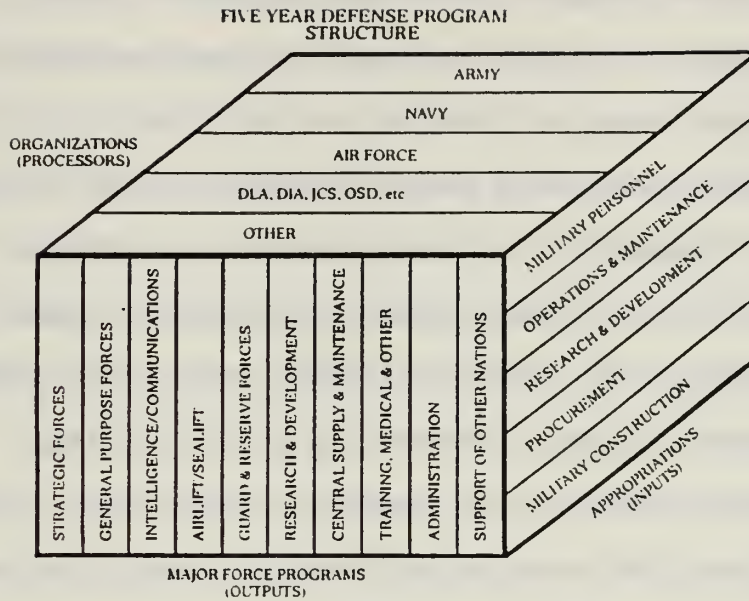 FIVE YEAR DEFENSE PROGRAM
STRUCTURE
ARMY
NAVY
ORGANIZATIONS
(PROCESSORS)
AIR FORCE
DLA, DIA, JCS, OSD, etc
OTHER
MILITARY PERSONNEL
OPERATIONS & MAINTENANCE
RESEARCH & DEVELOPMENT
PROCUREMENT
MILITARY CONSTRUCTION
APPROPRIATIONS
(INPUTS)
STRATEGIC FORCES
GENERAL PURPOSE FORCES
INTELLIGENCE/COMMUNICATIONS
AIRLIFT/SEALIFT
GUARD & RESERVE FORCES
RESEARCH & DEVELOPMENT
CENTRAL SUPPLY & MAINTENANCE
TRAINING, MEDICAL & OTHER
ADMINISTRATION
SUPPORT OF OTHER NATIONS
MAJOR FORCE PROGRAMS
(OUTPUTS)